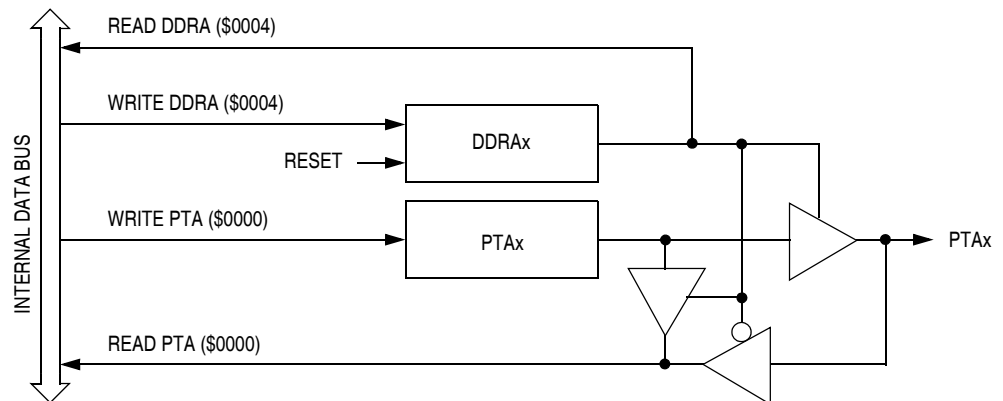 READ DDRA ($0004)
WRITE DDRA ($0004)
DDRAx
RESET
WRITE PTA ($0000)
PTAx
PTAx
READ PTA ($0000)
INTERNAL DATA BUS